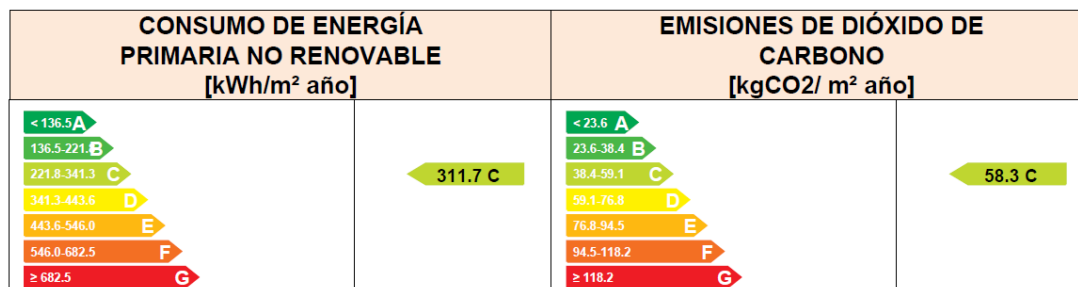 CONSUMO DE ENERGÍA
PRIMARIA NO RENOVABLE
[kWh/m² año]
< 136.5 A
136.5-221.8 B
221.8-341.3 C
341.3-443.6 D
443.6-546.0 E
546.0-682.5 F
≥ 682.5 G
311.7 C
EMISIONES DE DIÓXIDO DE
CARBONO
[kgCO2/ m² año]
< 23.6 A
23.6-38.4 B
38.4-59.1 C
59.1-76.8 D
76.8-94.5 E
94.5-118.2 F
≥ 118.2 G
58.3 C